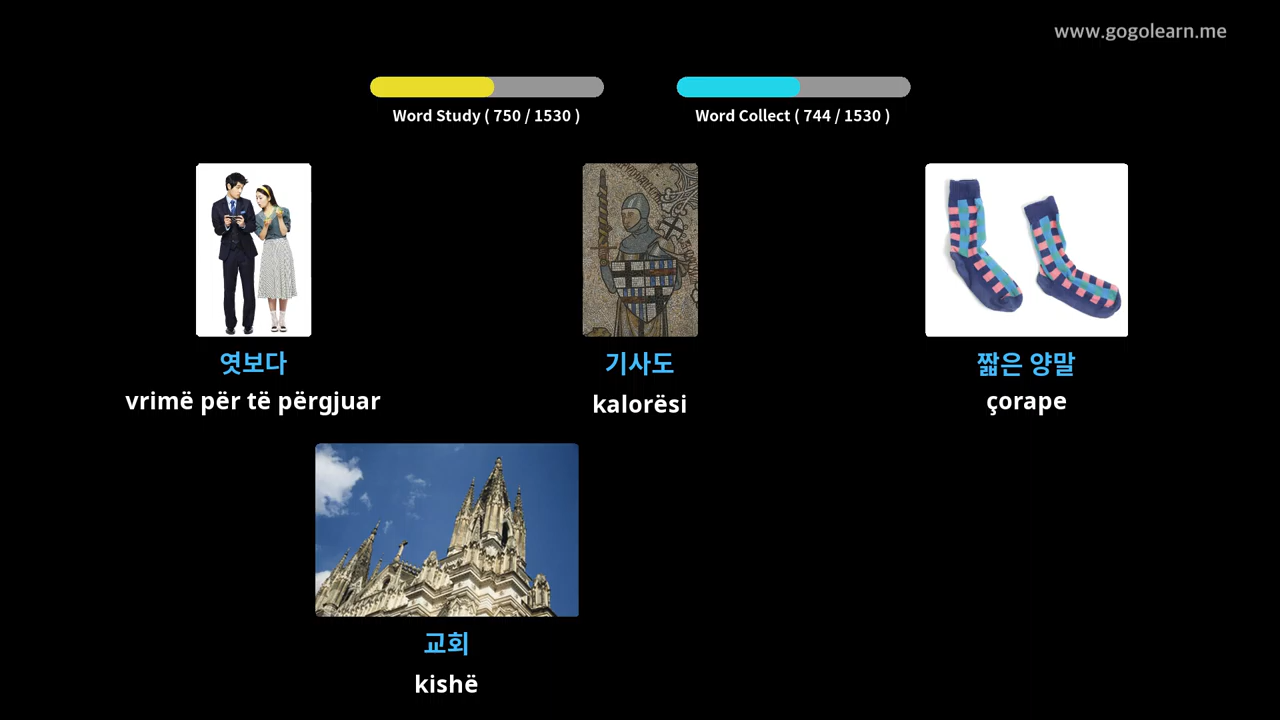 www.gogolearn.me
Word Study ( 750 / 1530 )
Word Collect ( 744 / 1530 )
엿보다
vrimë për të përgjuar
기사도
kalorësi
짧은 양말
çorape
교회
kishë